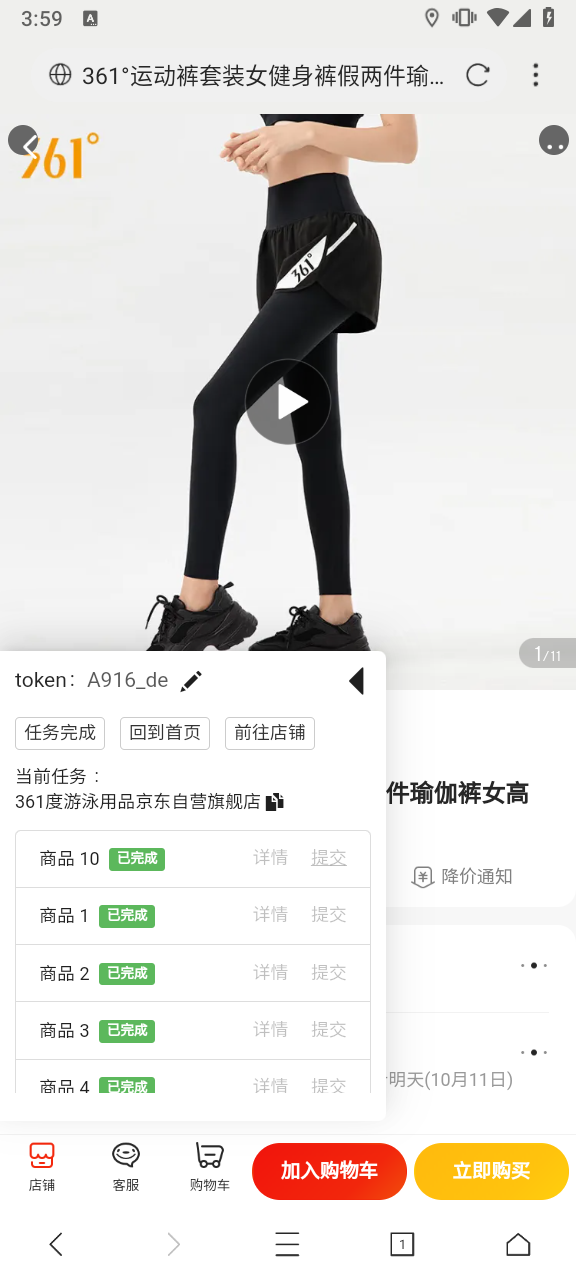 3:59 A
361°运动裤套装女健身裤假两件瑜…
361°
361°
1/11
token: A916_de
任务完成 回到首页 前往店铺
当前任务：
361度游泳用品京东自营旗舰店
件瑜伽裤女高
降价通知
商品 10 已完成 详情 提交
商品 1 已完成 详情 提交
商品 2 已完成 详情 提交
商品 3 已完成 详情 提交
商品 4 已完成 详情 提交
明天(10月11日)
店铺 客服 购物车 加入购物车 立即购买
1